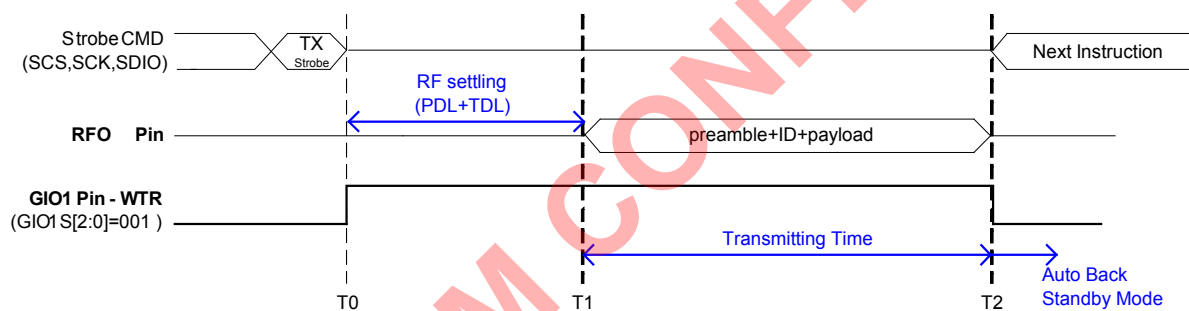 Strobe CMD
(SCS,SCK,SDIO)
TX
Strobe
Next Instruction
RF settling
(PDL+TDL)
RFO Pin
preamble+ID+payload
GIO1 Pin - WTR
(GIO1S[2:0]=001 )
Transmitting Time
Auto Back
Standby Mode
T0
T1
T2
M CONF